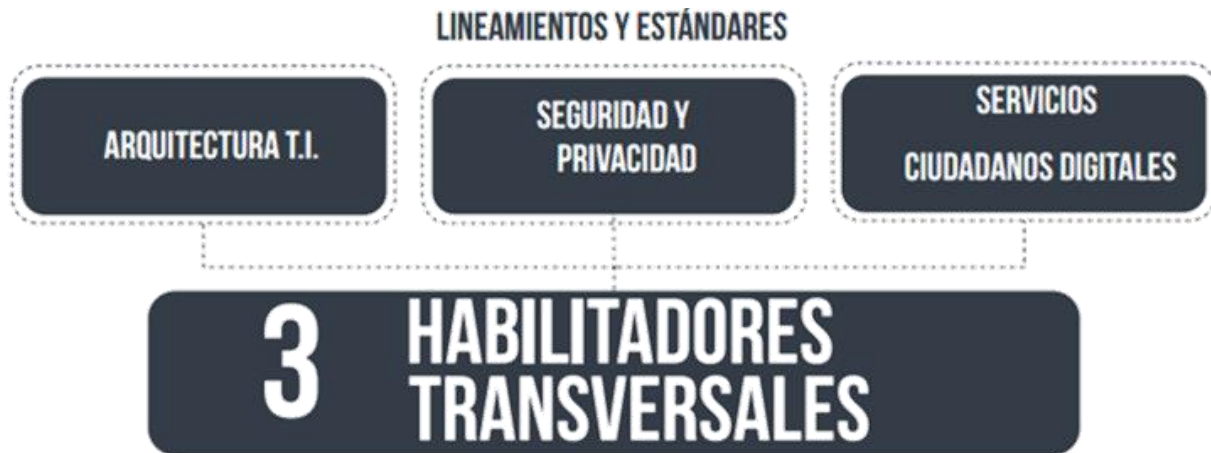 LINEAMIENTOS Y ESTÁNDARES
ARQUITECTURA T.I.
SEGURIDAD Y
PRIVACIDAD
SERVICIOS
CIUDADANOS DIGITALES
3
HABILITADORES
TRANSVERSALES